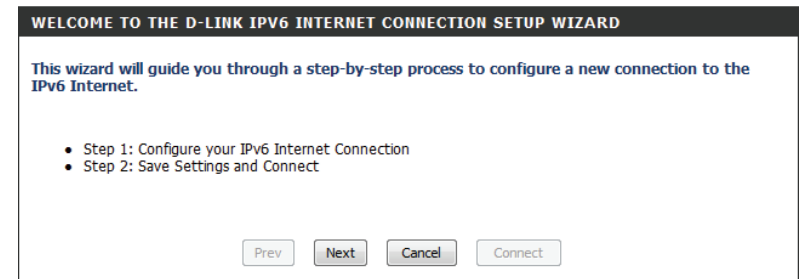 WELCOME TO THE D-LINK IPV6 INTERNET CONNECTION SETUP WIZARD
This wizard will guide you through a step-by-step process to configure a new connection to the
IPv6 Internet.
• Step 1: Configure your IPv6 Internet Connection
• Step 2: Save Settings and Connect
Prev Next Cancel Connect